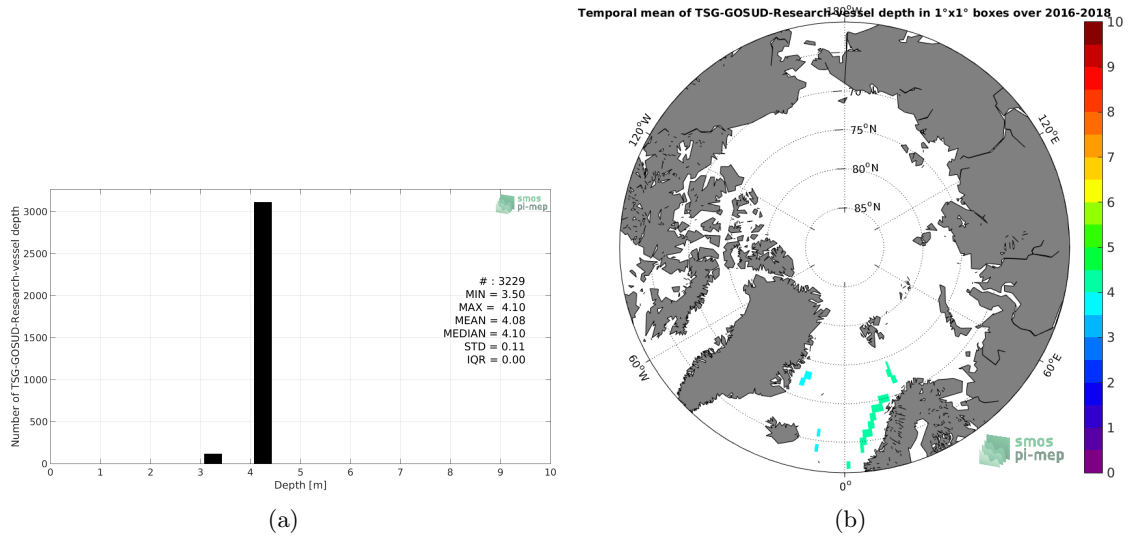 Number of TSG-GOSUD-Research-vessel depth
3000
2500
2000
1500
1000
500
0
0 1 2 3 4 5 6 7 8 9 10
Depth [m]
smos
pi-mep
# : 3229
MIN = 3.50
MAX = 4.10
MEAN = 4.08
MEDIAN = 4.10
STD = 0.11
IQR = 0.00
(a)
Temporal mean of TSG-GOSUD-Research-vessel depth in 1°x1° boxes over 2016-2018
180°W
120°W
120°E
75°N
80°N
85°N
60°W
60°E
0°
smos
pi-mep
10
9
8
7
6
5
4
3
2
1
0
(b)